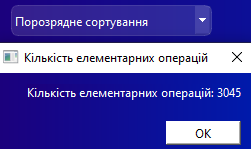 Порозрядне сортування
Кількість елементарних операцій
Кількість елементарних операцій: 3045
OK